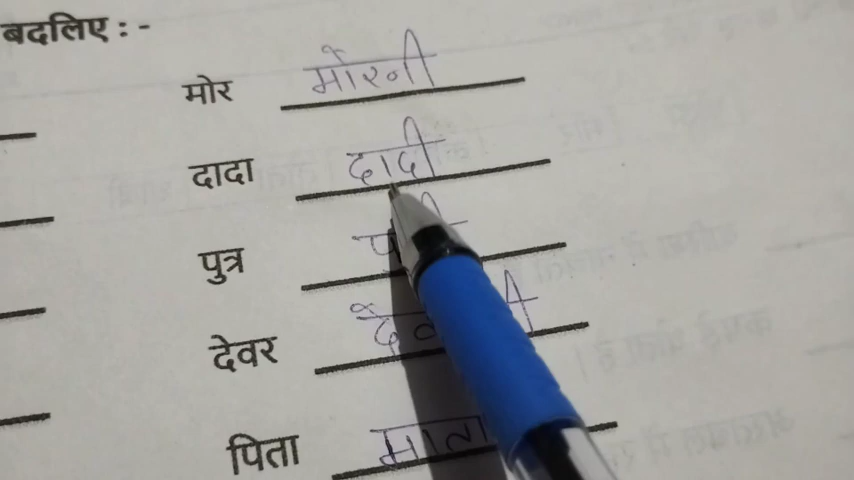 बदलिए : -
मोर मोरनी
दादा दादी
पुत्र
देवर
पिता माता